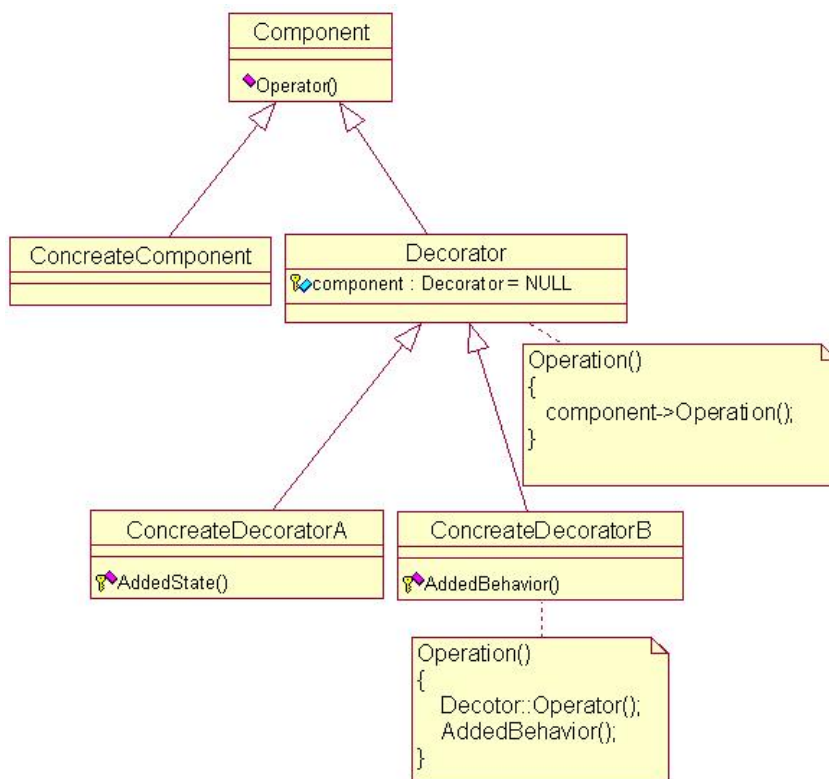 Component
Operator()
ConcreateComponent
Decorator
component : Decorator = NULL
Operation()
{
component->Operation();
}
ConcreateDecoratorA
AddedState()
ConcreateDecoratorB
AddedBehavior()
Operation()
{
Decotor::Operator();
AddedBehavior();
}